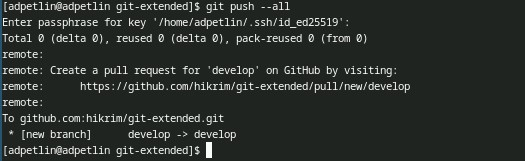 [adpetlin@adpetlin git-extended]$ git push --all
Enter passphrase for key '/home/adpetlin/.ssh/id_ed25519':
Total 0 (delta 0), reused 0 (delta 0), pack-reused 0 (from 0)
remote:
remote: Create a pull request for 'develop' on GitHub by visiting:
remote:      https://github.com/hikrim/git-extended/pull/new/develop
remote:
To github.com:hikrim/git-extended.git
 * [new branch]      develop -> develop
[adpetlin@adpetlin git-extended]$